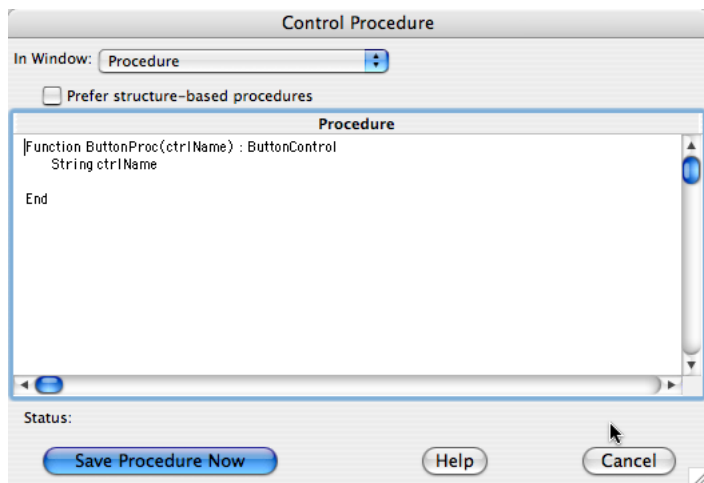 Control Procedure
In Window: Procedure
Prefer structure-based procedures
Procedure
Function ButtonProc(ctrlName) : ButtonControl
String ctrlName
End
Status:
Save Procedure Now Help Cancel